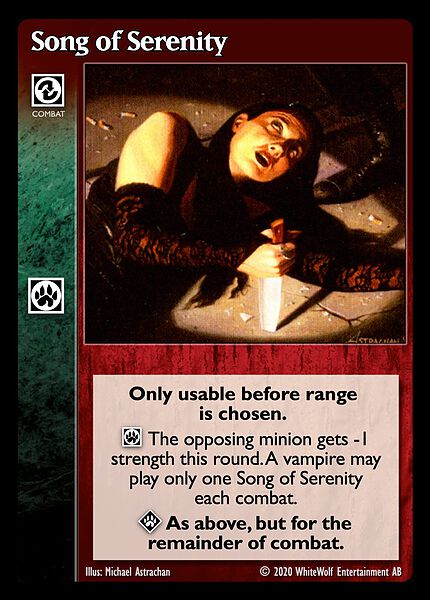 Song of Serenity
COMBAT
ASTRACHAN
Only usable before range
is chosen.
The opposing minion gets -1
strength this round. A vampire may
play only one Song of Serenity
each combat.
As above, but for the
remainder of combat.
Illus: Michael Astrachan
© 2020 WhiteWolf Entertainment AB